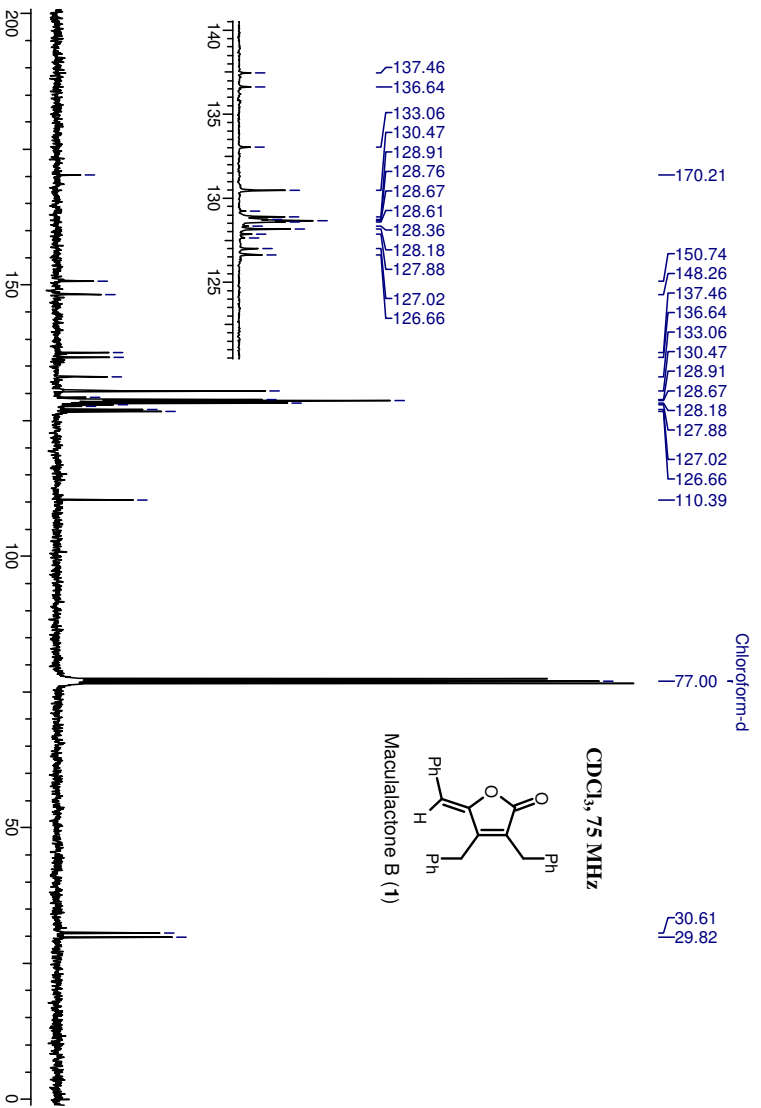 Chloroform-d
170.21
150.74
148.26
137.46
136.64
133.06
130.47
128.91
128.67
128.18
127.88
127.02
126.66
110.39
77.00
30.61
29.82
CDCl₃, 75 MHz
O
O
Ph
H
Ph
Ph
Maculalactone B (1)
137.46
136.64
133.06
130.47
128.91
128.76
128.67
128.61
128.36
128.18
127.88
127.02
126.66
140 135 130 125
200 150 100 50 0